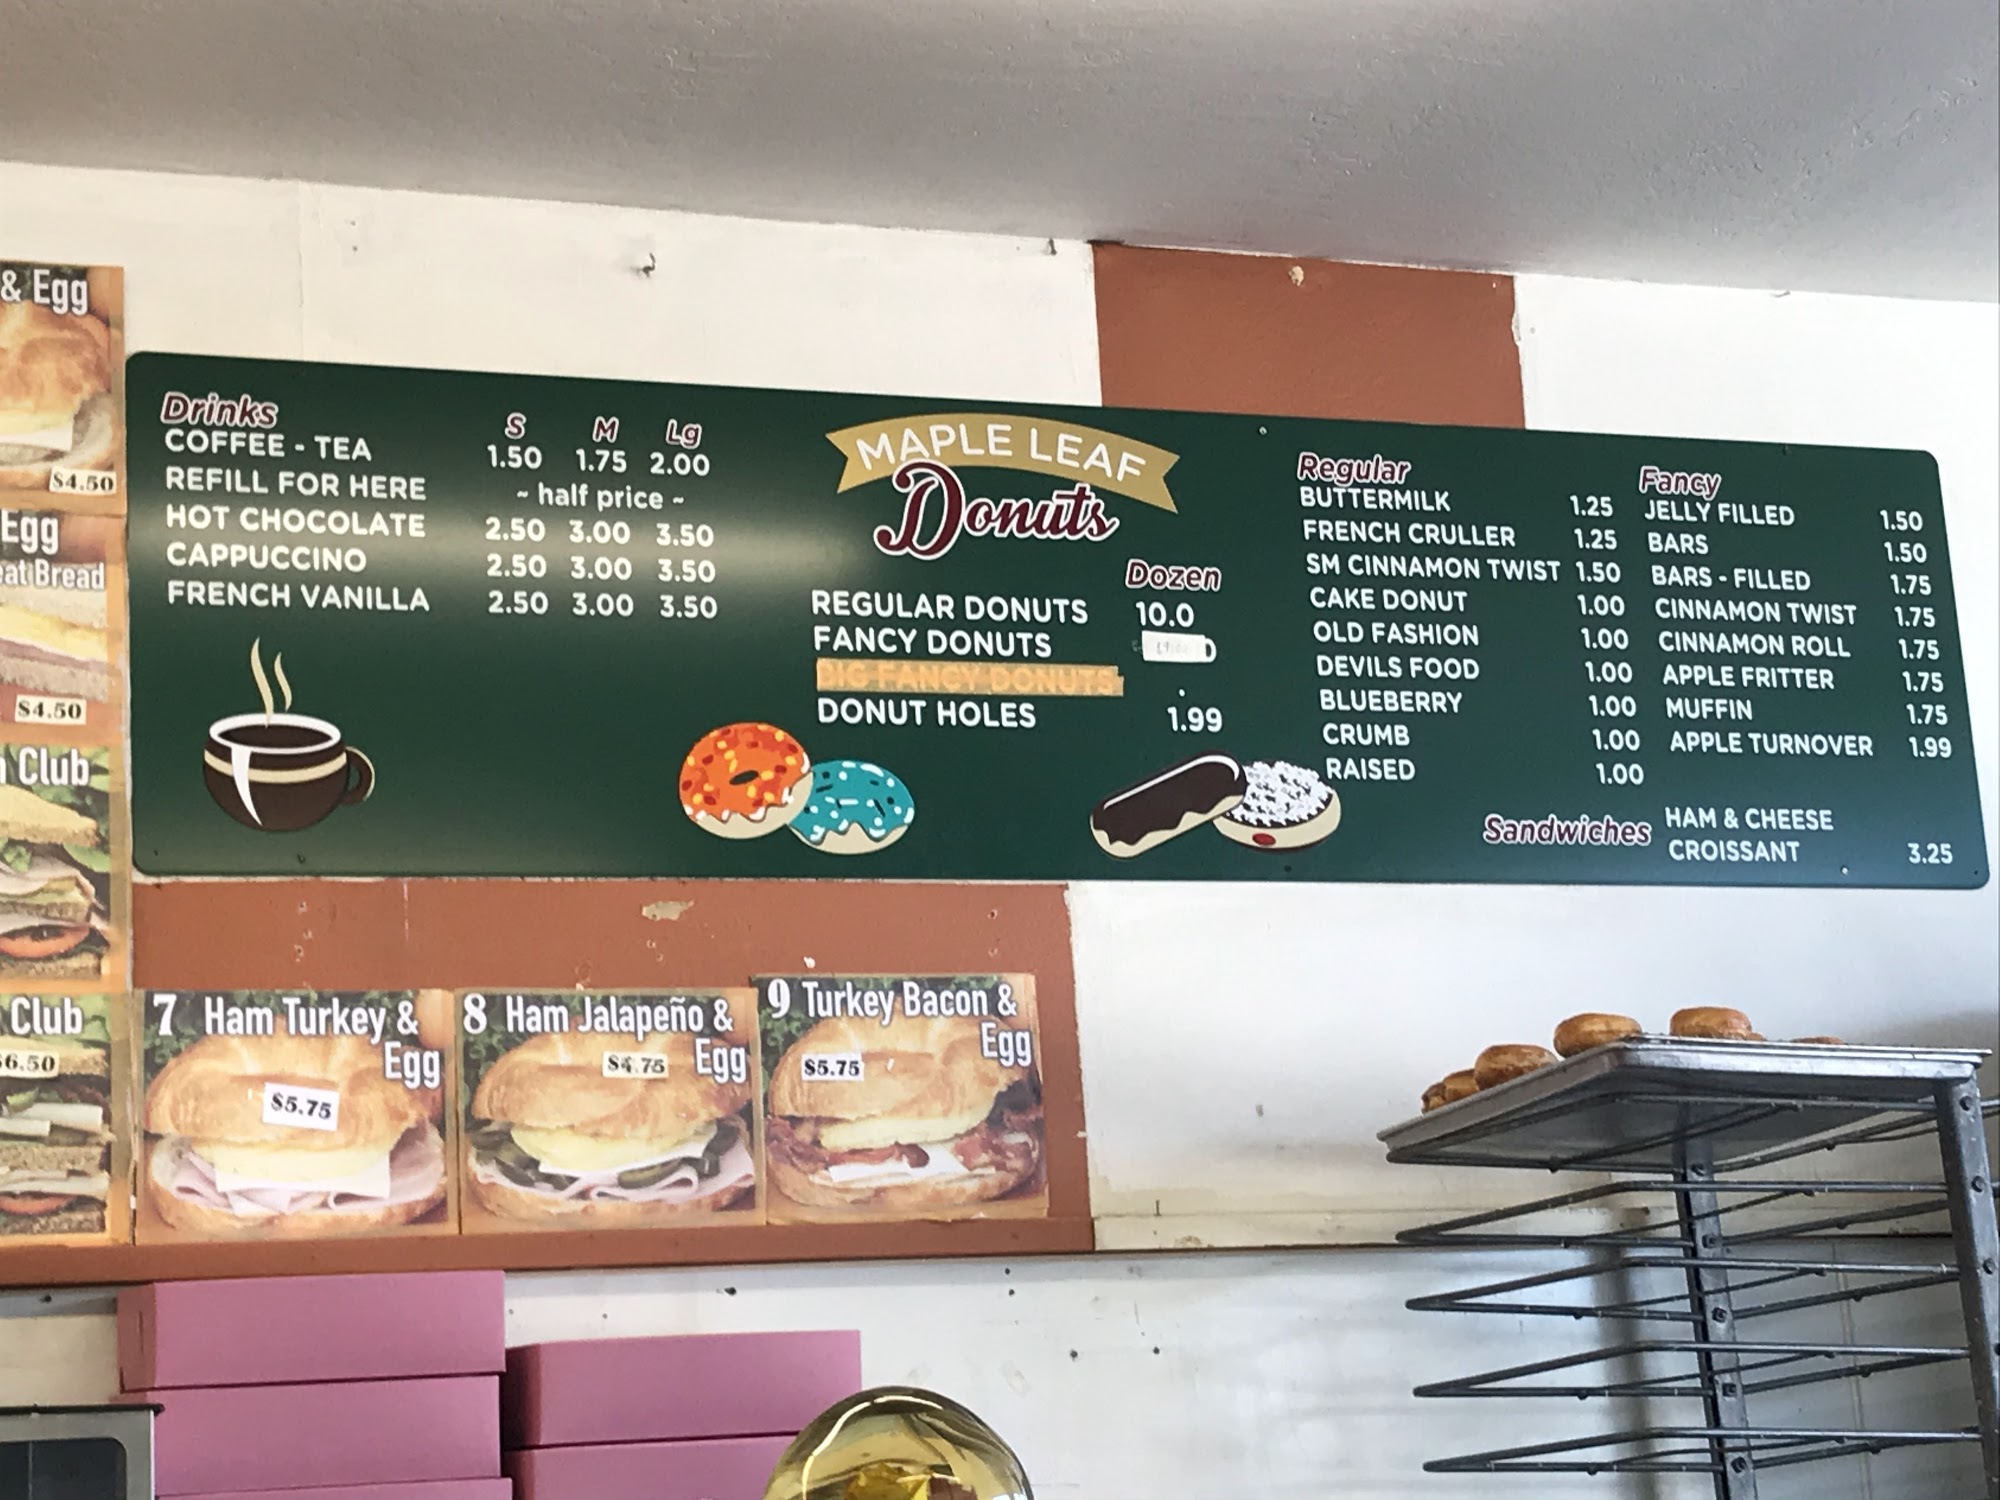 & Egg
$4.50
Egg
eat Bread
$4.50
Club
Club
6.50
Drinks
S M Lg
COFFEE - TEA 1.50 1.75 2.00
REFILL FOR HERE ~ half price ~
HOT CHOCOLATE 2.50 3.00 3.50
CAPPUCCINO 2.50 3.00 3.50
FRENCH VANILLA 2.50 3.00 3.50
MAPLE LEAF
Donuts
Dozen
REGULAR DONUTS 10.0
FANCY DONUTS
BIG FANCY DONUTS
DONUT HOLES 1.99
Regular
BUTTERMILK 1.25
FRENCH CRULLER 1.25
SM CINNAMON TWIST 1.50
CAKE DONUT 1.00
OLD FASHION 1.00
DEVILS FOOD 1.00
BLUEBERRY 1.00
CRUMB 1.00
RAISED 1.00
Fancy
JELLY FILLED 1.50
BARS 1.50
BARS - FILLED 1.75
CINNAMON TWIST 1.75
CINNAMON ROLL 1.75
APPLE FRITTER 1.75
MUFFIN 1.75
APPLE TURNOVER 1.99
Sandwiches
HAM & CHEESE
CROISSANT 3.25
7 Ham Turkey &
Egg
$5.75
8 Ham Jalapeño &
Egg
$4.75
9 Turkey Bacon &
Egg
$5.75